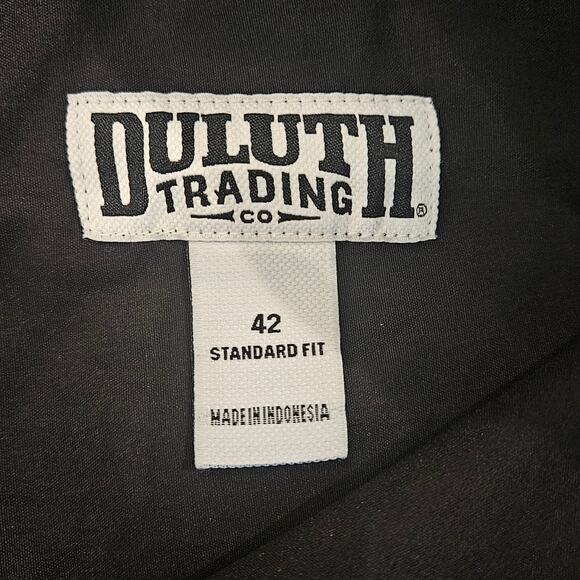 DULUTH
TRADING
CO
®
42
STANDARD FIT
MADE IN INDONESIA